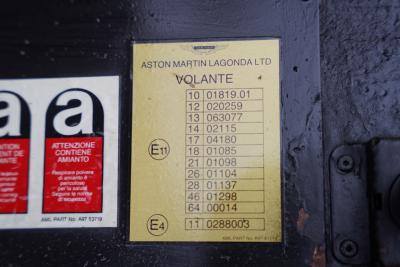 ASTON MARTIN LAGONDA LTD
VOLANTE
10 01819.01
12 020259
13 063077
14 02115
17 04180
18 01085
21 01098
26 01104
28 01137
46 01298
64 00014
11 0288003
E11
E4
a
a
ATTENZIONE
CONTIENE
AMIANTO
Respirare polvere
di amianto è
pericoloso
per la salute
Seguire le norme
di sicurezza
AML PART No